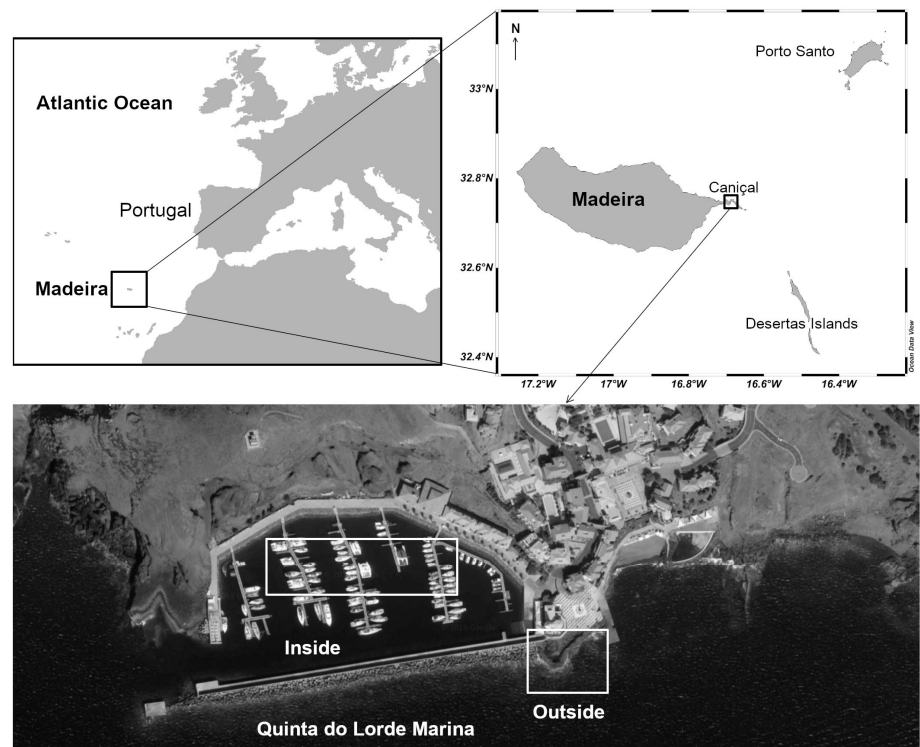 Atlantic Ocean
Portugal
Madeira
N
Porto Santo
33°N
32.8°N
Caniçal
Madeira
32.6°N
Desertas Islands
32.4°N
17.2°W 17°W 16.8°W 16.6°W 16.4°W
Ocean Data View
Inside
Outside
Quinta do Lorde Marina